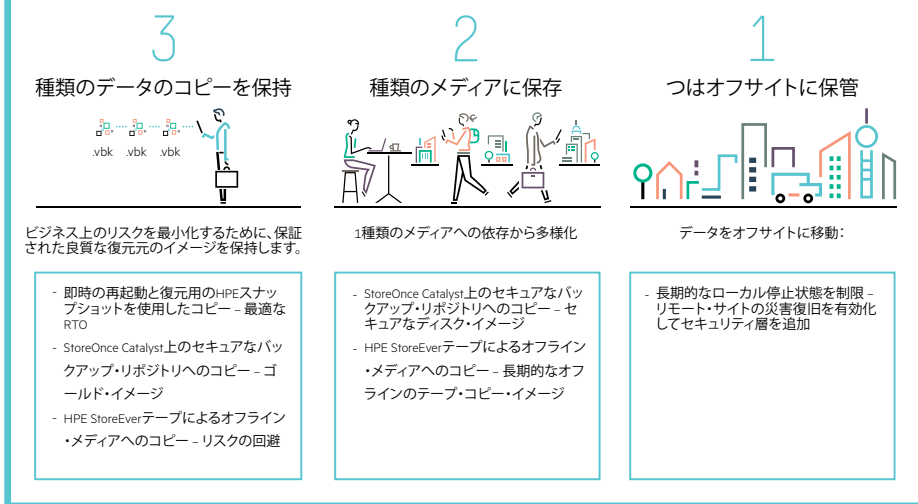 3
種類のデータのコピーを保持
.vbk .vbk .vbk
ビジネス上のリスクを最小化するために、保証
された良質な復元元のイメージを保持します。
- 即時の再起動と復元用のHPEスナッ
プショットを使用したコピー – 最適な
RTO
- StoreOnce Catalyst上のセキュアなバッ
クアップ・リポジトリへのコピー – ゴ
ールド・イメージ
- HPE StoreEverテープによるオフライン
・メディアへのコピー – リスクの回避
2
種類のメディアに保存
1種類のメディアへの依存から多様化
- StoreOnce Catalyst上のセキュアなバッ
クアップ・リポジトリへのコピー – セ
キュアなディスク・イメージ
- HPE StoreEverテープによるオフライン
・メディアへのコピー – 長期的なオフ
ラインのテープ・コピー・イメージ
1
つはオフサイトに保管
データをオフサイトに移動：
- 長期的なローカル停止状態を制限 –
リモート・サイトの災害復旧を有効化
してセキュリティ層を追加